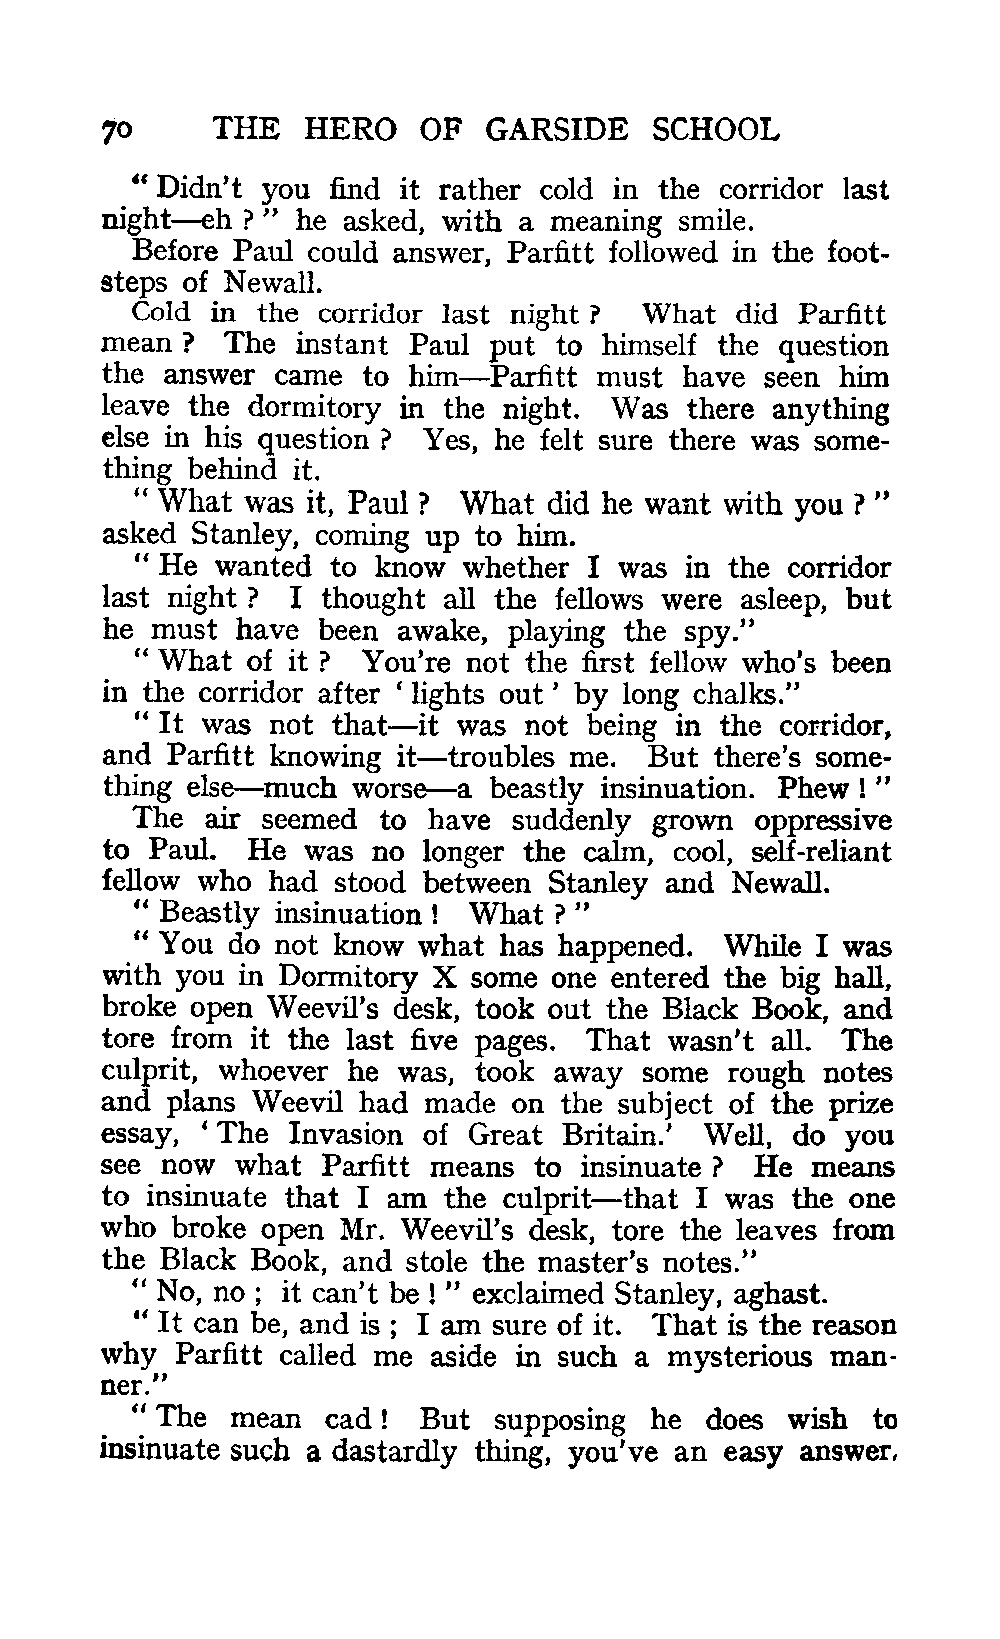 70 THE HERO OF GARSIDE SCHOOL
“ Didn't you find it rather cold in the corridor last
night—eh ? ” he asked, with a meaning smile.
Before Paul could answer, Parfitt followed in the foot-
steps of Newall.
Cold in the corridor last night ? What did Parfitt
mean ? The instant Paul put to himself the question
the answer came to him—Parfitt must have seen him
leave the dormitory in the night. Was there anything
else in his question ? Yes, he felt sure there was some-
thing behind it.
“ What was it, Paul ? What did he want with you ? ”
asked Stanley, coming up to him.
“ He wanted to know whether I was in the corridor
last night ? I thought all the fellows were asleep, but
he must have been awake, playing the spy.”
“ What of it ? You're not the first fellow who's been
in the corridor after ‘ lights out ’ by long chalks.”
“ It was not that—it was not being in the corridor,
and Parfitt knowing it—troubles me. But there's some-
thing else—much worse—a beastly insinuation. Phew ! ”
The air seemed to have suddenly grown oppressive
to Paul. He was no longer the calm, cool, self-reliant
fellow who had stood between Stanley and Newall.
“ Beastly insinuation ! What ? ”
“ You do not know what has happened. While I was
with you in Dormitory X some one entered the big hall,
broke open Weevil's desk, took out the Black Book, and
tore from it the last five pages. That wasn't all. The
culprit, whoever he was, took away some rough notes
and plans Weevil had made on the subject of the prize
essay, ‘ The Invasion of Great Britain.’ Well, do you
see now what Parfitt means to insinuate ? He means
to insinuate that I am the culprit—that I was the one
who broke open Mr. Weevil's desk, tore the leaves from
the Black Book, and stole the master's notes.”
“ No, no ; it can't be ! ” exclaimed Stanley, aghast.
“ It can be, and is ; I am sure of it. That is the reason
why Parfitt called me aside in such a mysterious man-
ner.”
“ The mean cad ! But supposing he does wish to
insinuate such a dastardly thing, you've an easy answer.